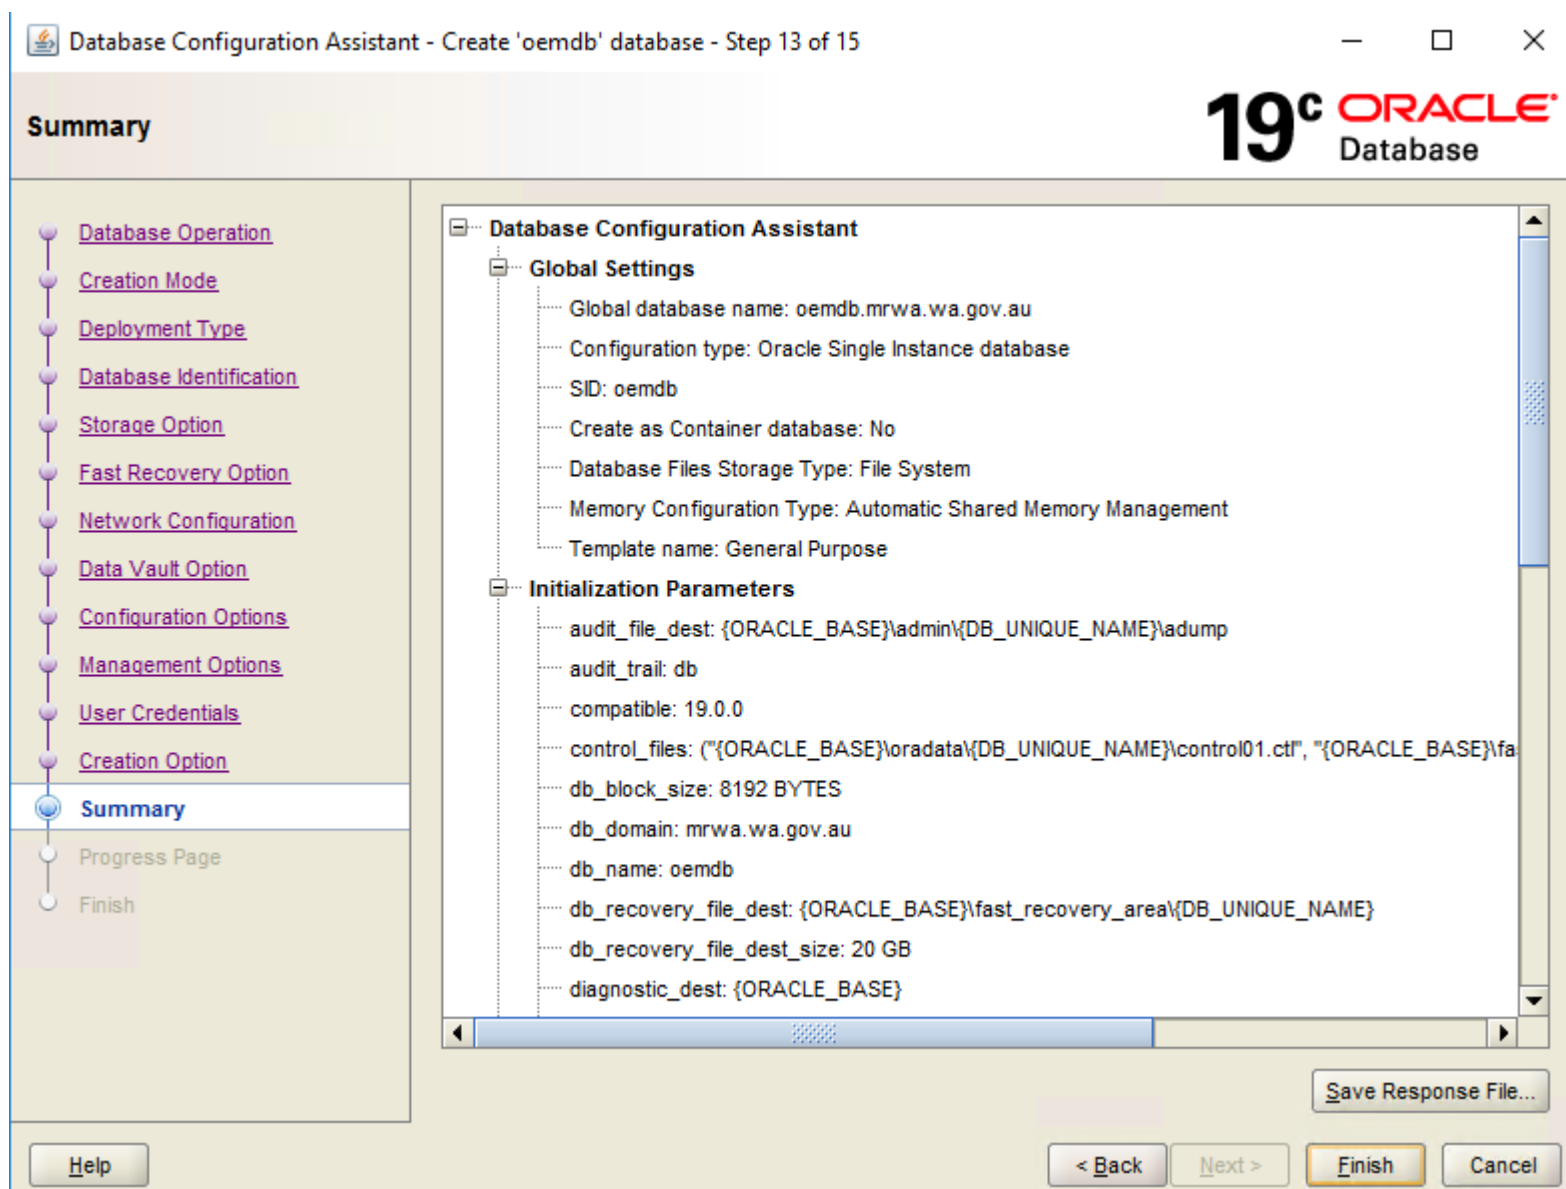 Database Configuration Assistant - Create 'oemdb' database - Step 13 of 15
Summary
19c ORACLE
Database
Database Operation
Creation Mode
Deployment Type
Database Identification
Storage Option
Fast Recovery Option
Network Configuration
Data Vault Option
Configuration Options
Management Options
User Credentials
Creation Option
Summary
Progress Page
Finish
Database Configuration Assistant
Global Settings
Global database name: oemdb.mrwa.wa.gov.au
Configuration type: Oracle Single Instance database
SID: oemdb
Create as Container database: No
Database Files Storage Type: File System
Memory Configuration Type: Automatic Shared Memory Management
Template name: General Purpose
Initialization Parameters
audit_file_dest: {ORACLE_BASE}\admin\{DB_UNIQUE_NAME}\adump
audit_trail: db
compatible: 19.0.0
control_files: ("{ORACLE_BASE}\oradata\{DB_UNIQUE_NAME}\control01.ctl", "{ORACLE_BASE}\fa
db_block_size: 8192 BYTES
db_domain: mrwa.wa.gov.au
db_name: oemdb
db_recovery_file_dest: {ORACLE_BASE}\fast_recovery_area\{DB_UNIQUE_NAME}
db_recovery_file_dest_size: 20 GB
diagnostic_dest: {ORACLE_BASE}
Save Response File...
Help
< Back
Next >
Finish
Cancel